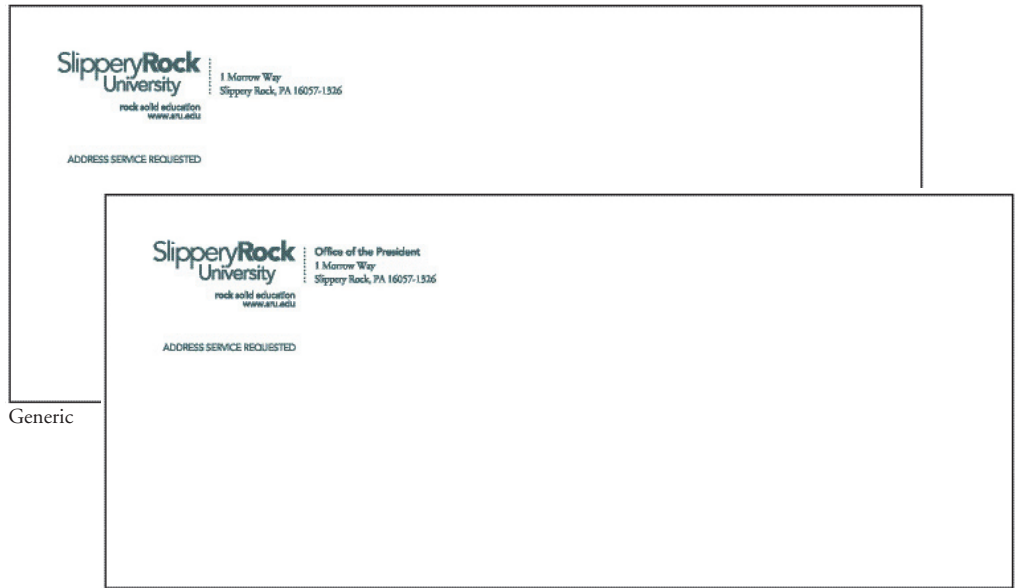 SlipperyRock
University
rock solid education
www.sru.edu
1 Morrow Way
Slippery Rock, PA 16057-1326
ADDRESS SERVICE REQUESTED
SlipperyRock
University
rock solid education
www.sru.edu
Office of the President
1 Morrow Way
Slippery Rock, PA 16057-1326
ADDRESS SERVICE REQUESTED
Generic